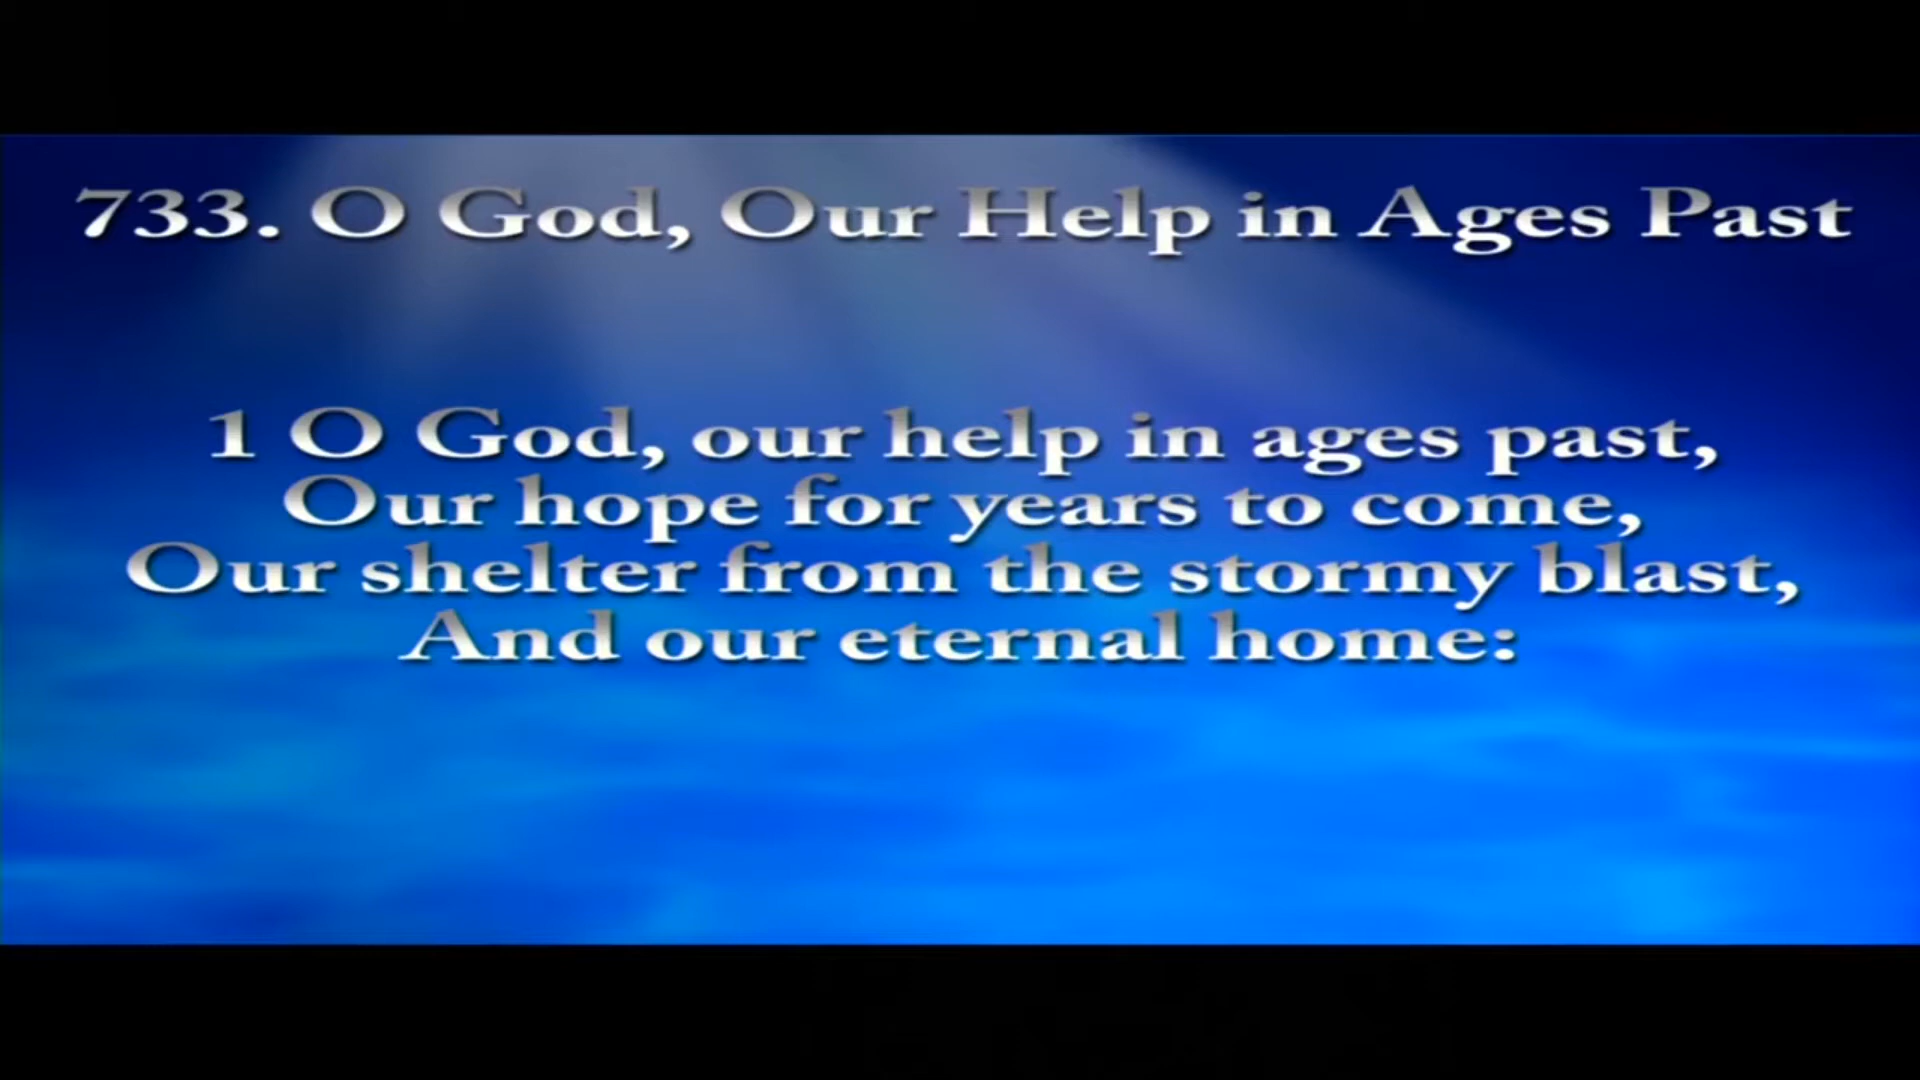 733. O God, Our Help in Ages Past
1 O God, our help in ages past,
Our hope for years to come,
Our shelter from the stormy blast,
And our eternal home: